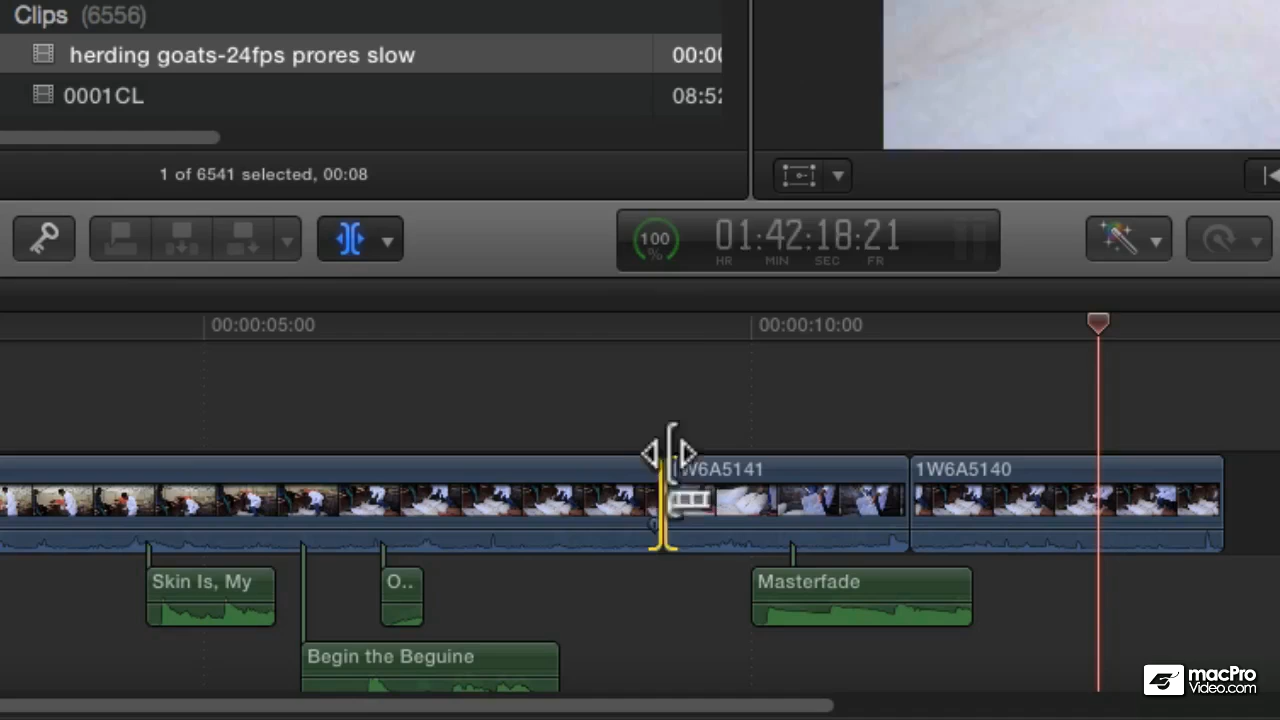 Clips (6556)
herding goats-24fps prores slow
00:00
0001CL
08:52
1 of 6541 selected, 00:08
100
%
01:42:18:21
HR MIN SEC FR
00:00:05:00
00:00:10:00
1W6A5141
1W6A5140
Skin Is, My
O..
Masterfade
Begin the Beguine
macPro
Video.com